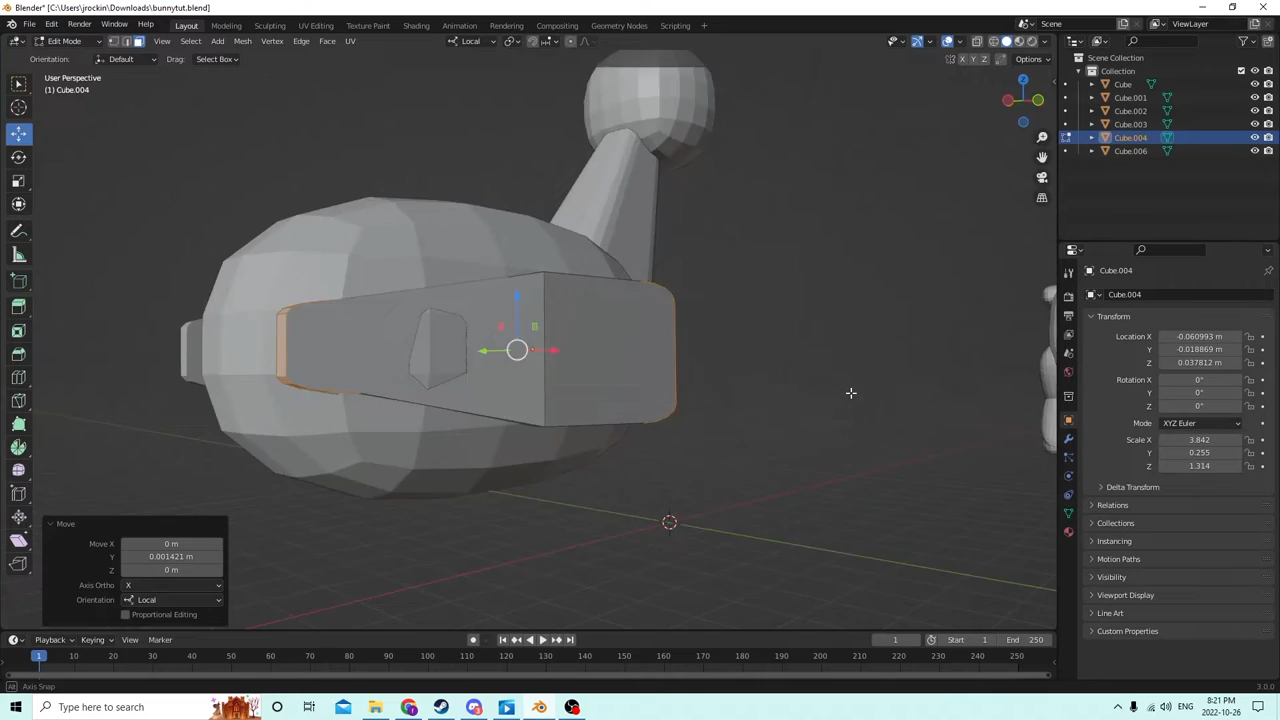 Blender* [C:\Users\jrockin\Downloads\bunnytut.blend]
File Edit Render Window Help Layout Modeling Sculpting UV Editing Texture Paint Shading Animation Rendering Compositing Geometry Nodes Scripting + Scene ViewLayer
Edit Mode View Select Add Mesh Vertex Edge Face UV Local
Orientation: Default Drag: Select Box X Y Z Options
User Perspective
(1) Cube.004
Z
Scene Collection
Collection
Cube
Cube.001
Cube.002
Cube.003
Cube.004
Cube.006
Cube.004
Cube.004
Transform
Location X -0.060993 m
Y -0.018869 m
Z 0.037812 m
Rotation X 0°
Y 0°
Z 0°
Mode XYZ Euler
Scale X 3.842
Y 0.255
Z 1.314
Delta Transform
Relations
Collections
Instancing
Motion Paths
Visibility
Viewport Display
Line Art
Custom Properties
Move
Move X 0 m
Y 0.001421 m
Z 0 m
Axis Ortho X
Orientation Local
Proportional Editing
Playback Keying View Marker 1 Start 1 End 250
1 10 20 30 40 50 60 70 80 90 100 110 120 130 140 150 160 170 180 190 200 210 220 230 240 250
Alt Axis Snap 3.0.0
Type here to search
8:21 PM
2022-10-26